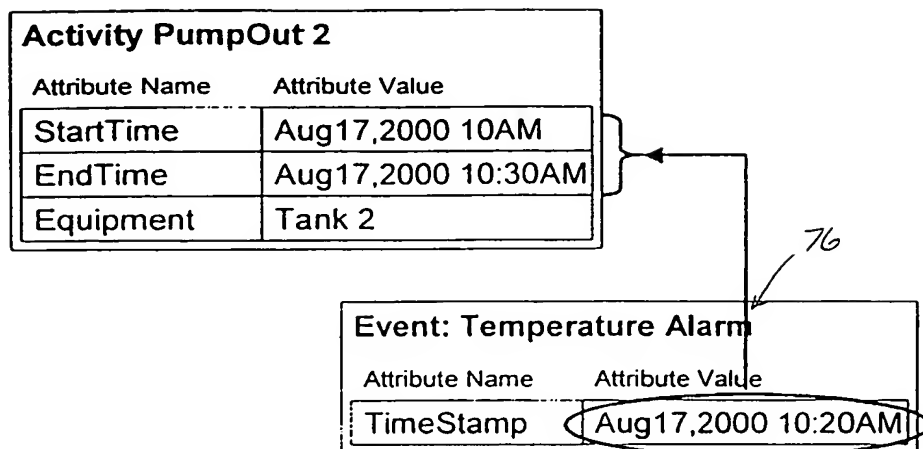 Activity PumpOut 2
Attribute Name Attribute Value
StartTime Aug17,2000 10AM
EndTime Aug17,2000 10:30AM
Equipment Tank 2
76
Event: Temperature Alarm
Attribute Name Attribute Value
TimeStamp Aug17,2000 10:20AM